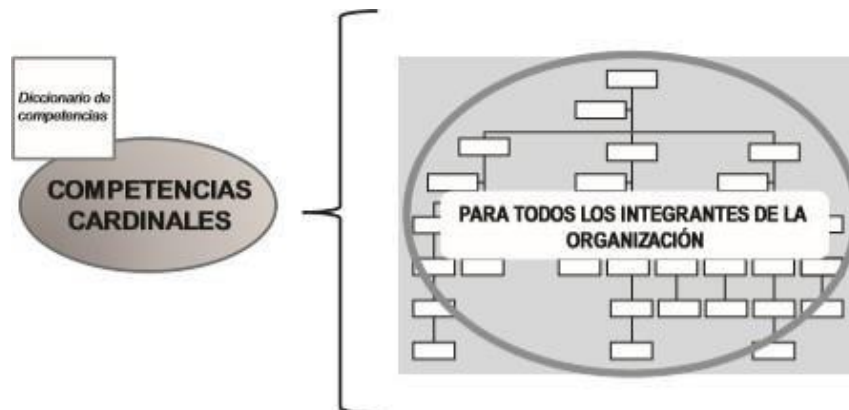 Diccionario de
competencias
COMPETENCIAS
CARDINALES
PARA TODOS LOS INTEGRANTES DE LA
ORGANIZACIÓN